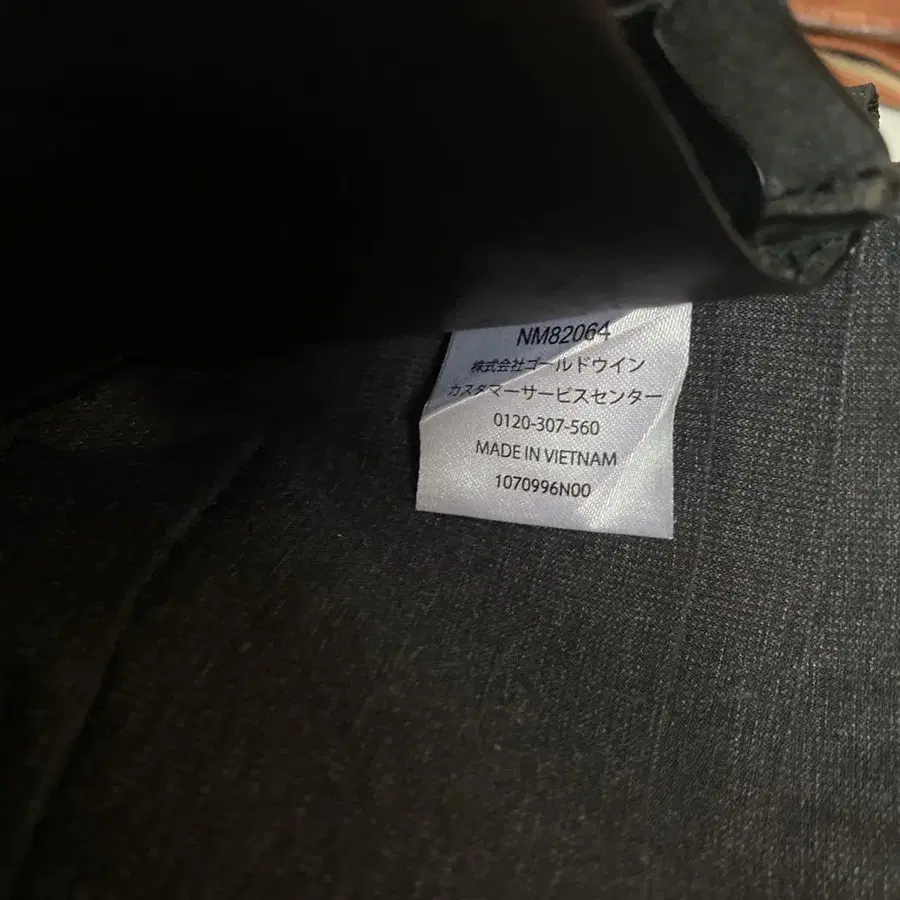 NM82064
株式会社ゴールドウイン
カスタマーサービスセンター
0120-307-560
MADE IN VIETNAM
1070996N00